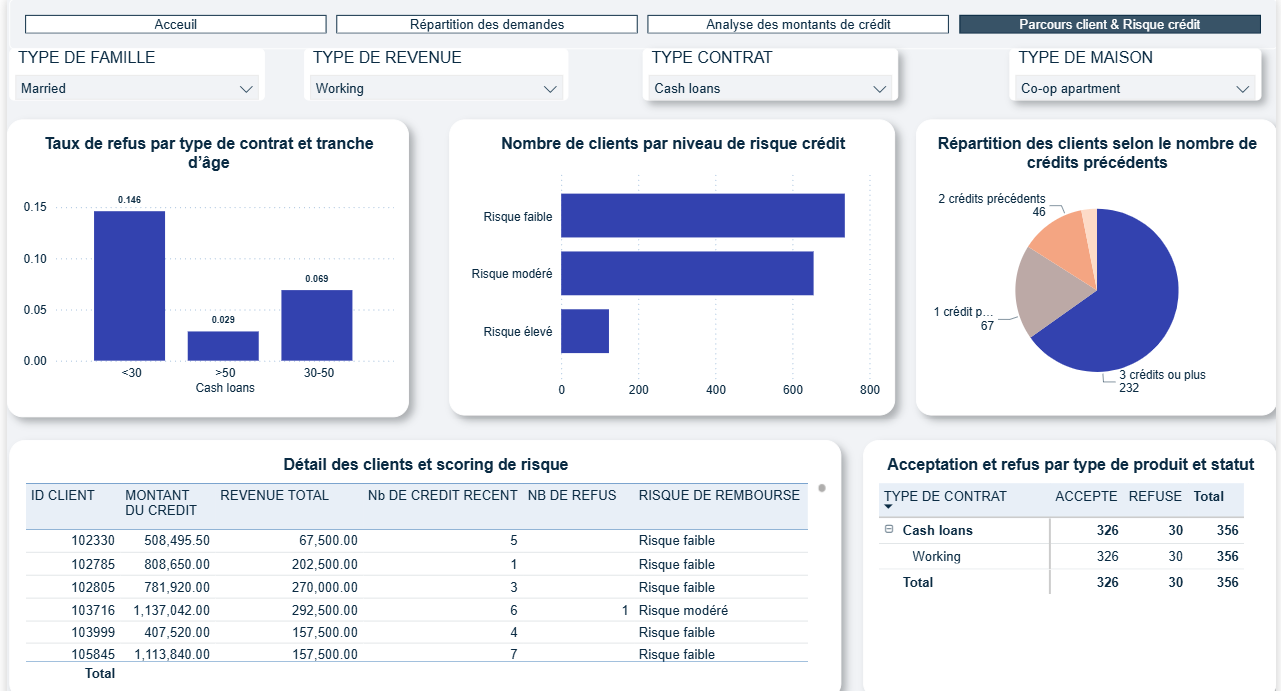 Acceuil
Répartition des demandes
Analyse des montants de crédit
Parcours client & Risque crédit
TYPE DE FAMILLE
Married
TYPE DE REVENUE
Working
TYPE CONTRAT
Cash loans
TYPE DE MAISON
Co-op apartment
Taux de refus par type de contrat et tranche
d'âge
0.15
0.10
0.05
0.00
0.146
0.029
0.069
<30
>50
30-50
Cash loans
Nombre de clients par niveau de risque crédit
Risque faible
Risque modéré
Risque élevé
0
200
400
600
800
Répartition des clients selon le nombre de
crédits précédents
2 crédits précédents
46
1 crédit p...
67
3 crédits ou plus
232
Détail des clients et scoring de risque
ID CLIENT MONTANT DU CREDIT REVENUE TOTAL Nb DE CREDIT RECENT NB DE REFUS RISQUE DE REMBOURSE
102330 508,495.50 67,500.00 5 Risque faible
102785 808,650.00 202,500.00 1 Risque faible
102805 781,920.00 270,000.00 3 Risque faible
103716 1,137,042.00 292,500.00 6 1 Risque modéré
103999 407,520.00 157,500.00 4 Risque faible
105845 1,113,840.00 157,500.00 7 Risque faible
Total
Acceptation et refus par type de produit et statut
TYPE DE CONTRAT ACCEPTE REFUSE Total
Cash loans 326 30 356
Working 326 30 356
Total 326 30 356